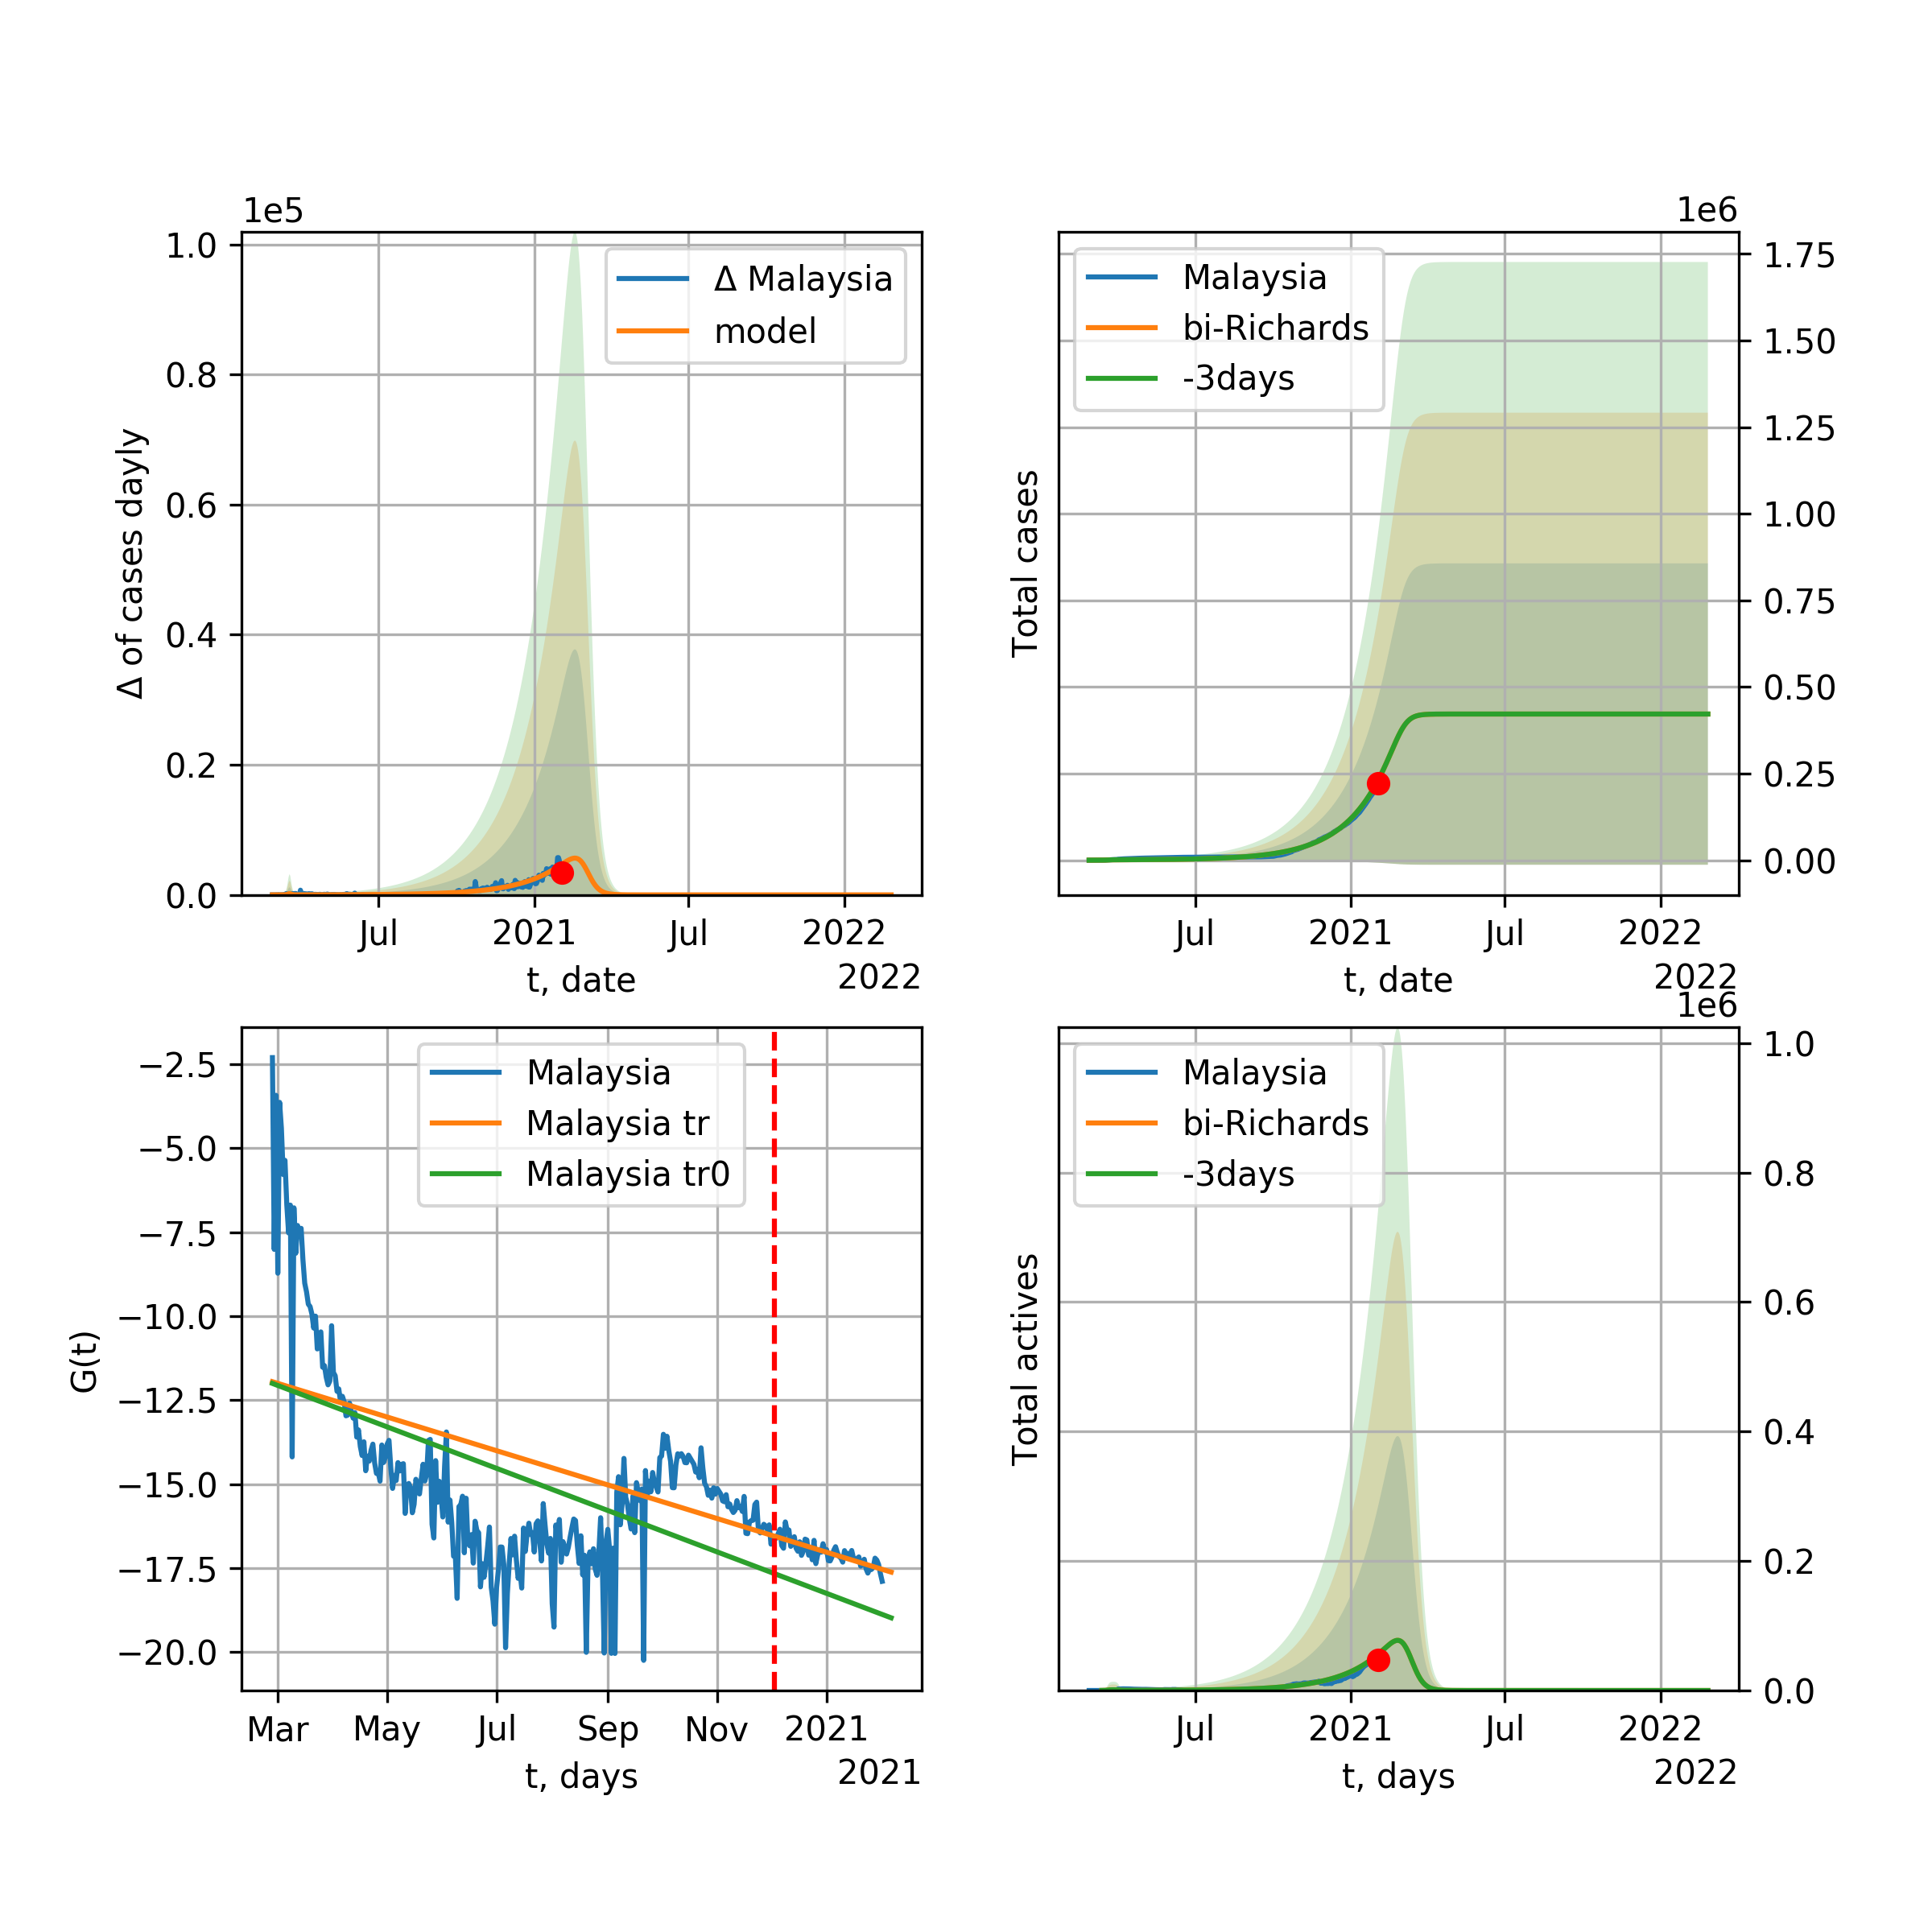 1e5
1.0
0.8
0.6
0.4
0.2
0.0
Δ of cases dayly
Δ Malaysia
model
Jul
2021
Jul
2022
t, date
2022
1e6
Malaysia
bi-Richards
-3days
Total cases
1.75
1.50
1.25
1.00
0.75
0.50
0.25
0.00
Jul
2021
Jul
2022
t, date
2022
−2.5
−5.0
−7.5
−10.0
−12.5
−15.0
−17.5
−20.0
G(t)
Malaysia
Malaysia tr
Malaysia tr0
Mar
May
Jul
Sep
Nov
2021
t, days
2021
1e6
Malaysia
bi-Richards
-3days
Total actives
1.0
0.8
0.6
0.4
0.2
0.0
Jul
2021
Jul
2022
t, days
2022